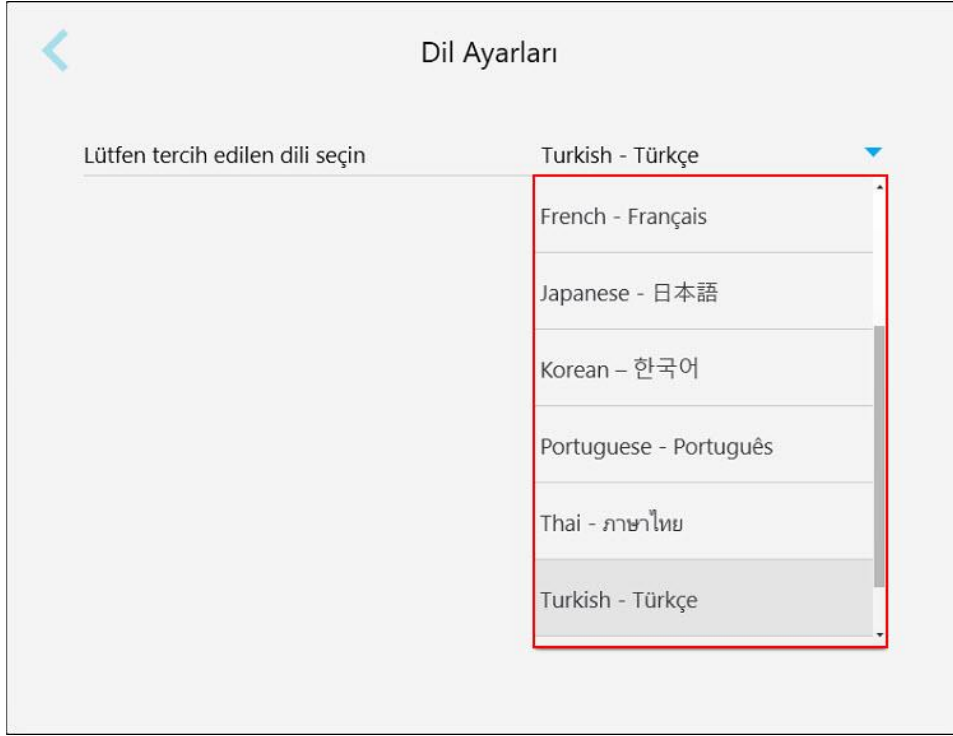 Dil Ayarları
Lütfen tercih edilen dili seçin
Turkish - Türkçe
French - Français
Japanese - 日本語
Korean – 한국어
Portuguese - Português
Thai - ภาษาไทย
Turkish - Türkçe